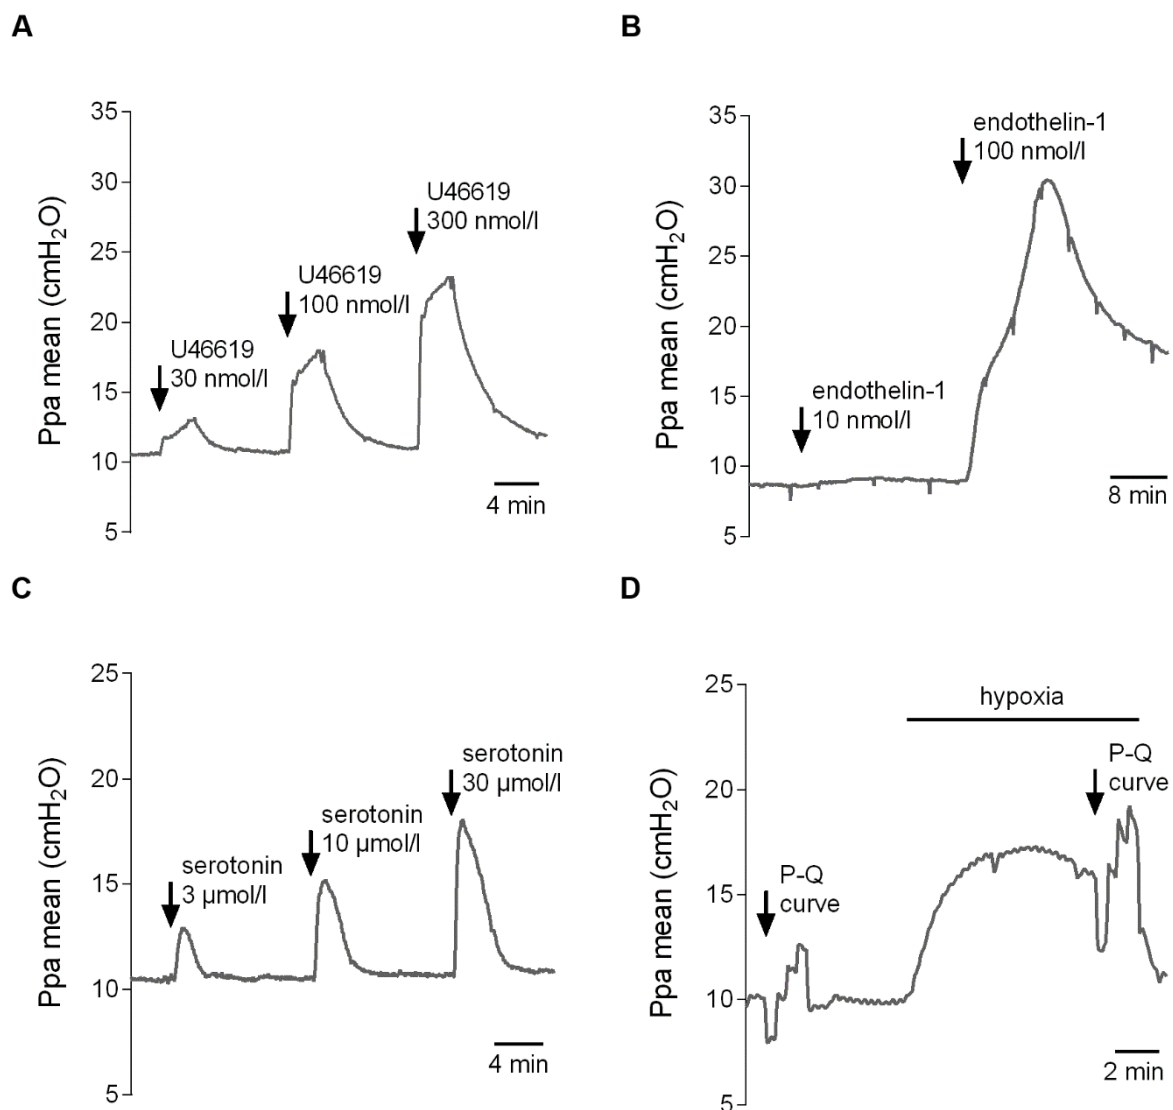 A
Ppa mean (cmH₂O)
35
30
25
20
15
10
5
U46619
30 nmol/l
U46619
100 nmol/l
U46619
300 nmol/l
4 min
B
Ppa mean (cmH₂O)
35
30
25
20
15
10
5
endothelin-1
10 nmol/l
endothelin-1
100 nmol/l
8 min
C
Ppa mean (cmH₂O)
25
20
15
10
5
serotonin
3 µmol/l
serotonin
10 µmol/l
serotonin
30 µmol/l
4 min
D
Ppa mean (cmH₂O)
25
20
15
10
5
P-Q
curve
hypoxia
P-Q
curve
2 min